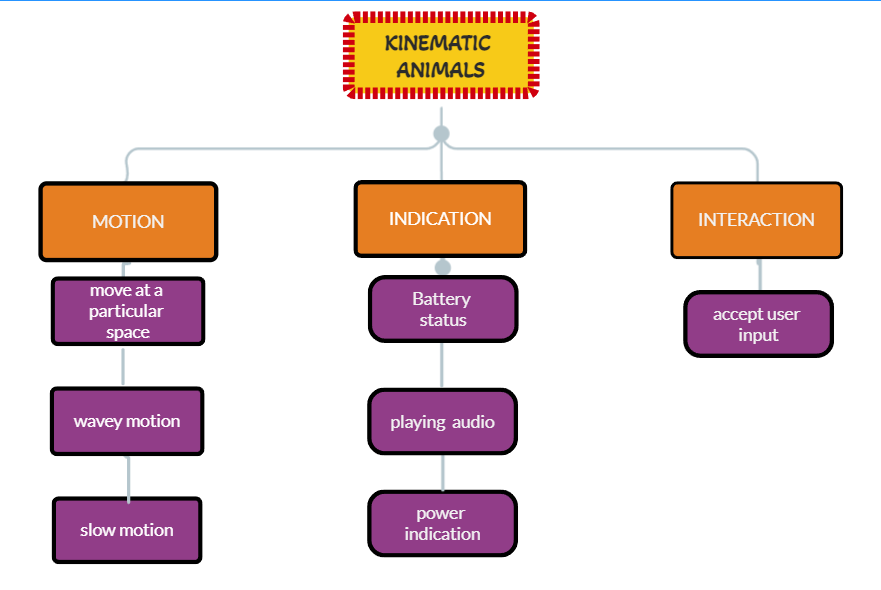 KINEMATIC
ANIMALS
MOTION
INDICATION
INTERACTION
move at a
particular
space
Battery
status
accept user
input
wavey motion
playing audio
slow motion
power
indication